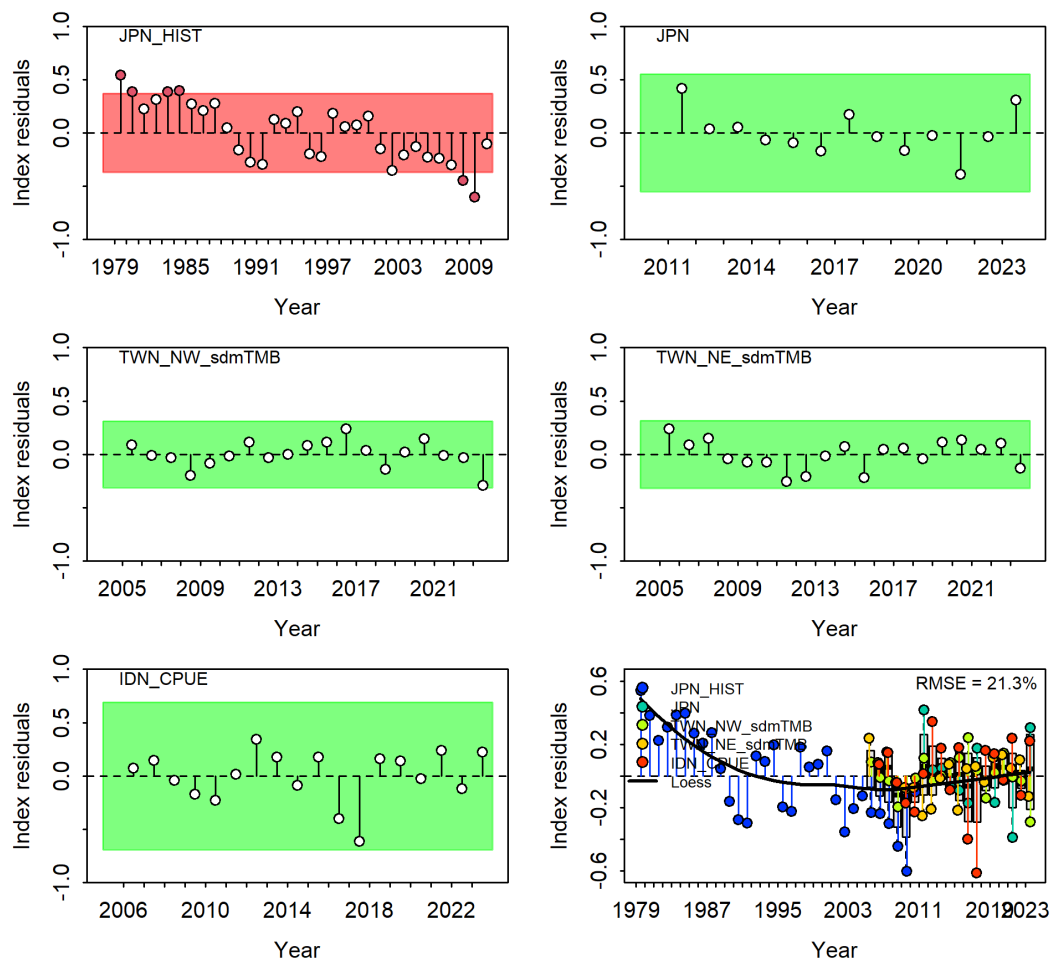 JPN_HIST
Index residuals
1.0
0.5
0.0
-1.0
1979 1985 1991 1997 2003 2009
Year
JPN
Index residuals
1.0
0.5
0.0
-1.0
2011 2014 2017 2020 2023
Year
TWN_NW_sdmTMB
Index residuals
1.0
0.5
0.0
-1.0
2005 2009 2013 2017 2021
Year
TWN_NE_sdmTMB
Index residuals
1.0
0.5
0.0
-1.0
2005 2009 2013 2017 2021
Year
IDN_CPUE
Index residuals
1.0
0.5
0.0
-1.0
2006 2010 2014 2018 2022
Year
RMSE = 21.3%
JPN_HIST
JPN
TWN_NW_sdmTMB
TWN_NE_sdmTMB
IDN_CPUE
Loess
Index residuals
0.6
0.2
-0.2
-0.6
1979 1987 1995 2003 2011 2019 2023
Year